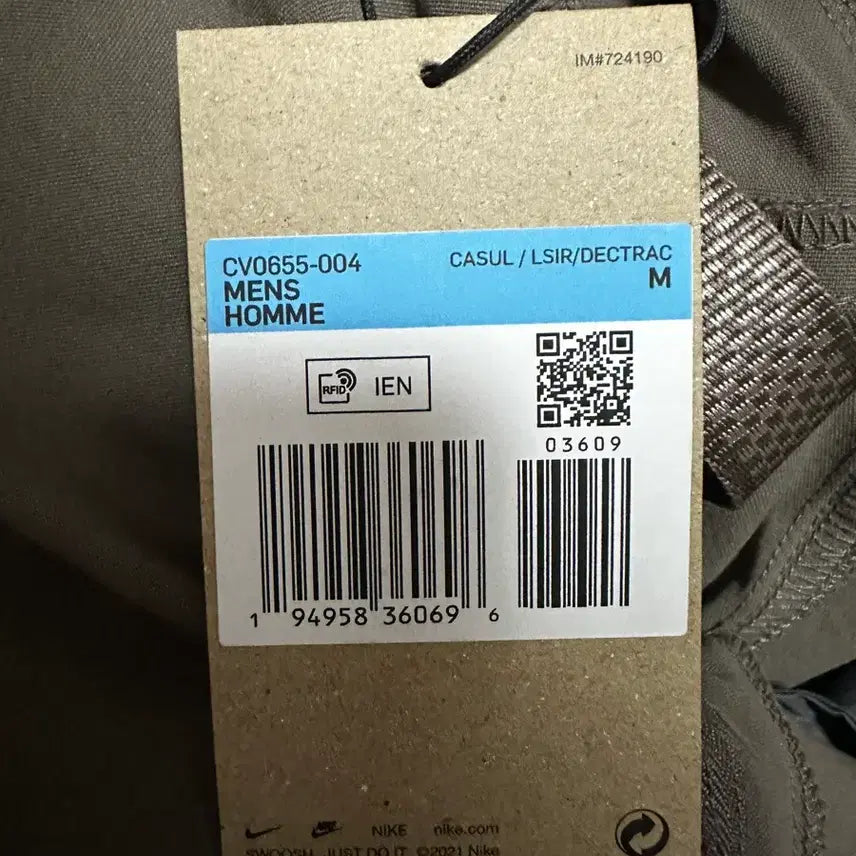 IM#724190
CV0655-004 CASUL / LSIR/DECTRAC
MENS M
HOMME
RFID IEN
03609
1 94958 36069 6
NIKE nike.com
SWOOSH JUST DO IT ©2021 Nike